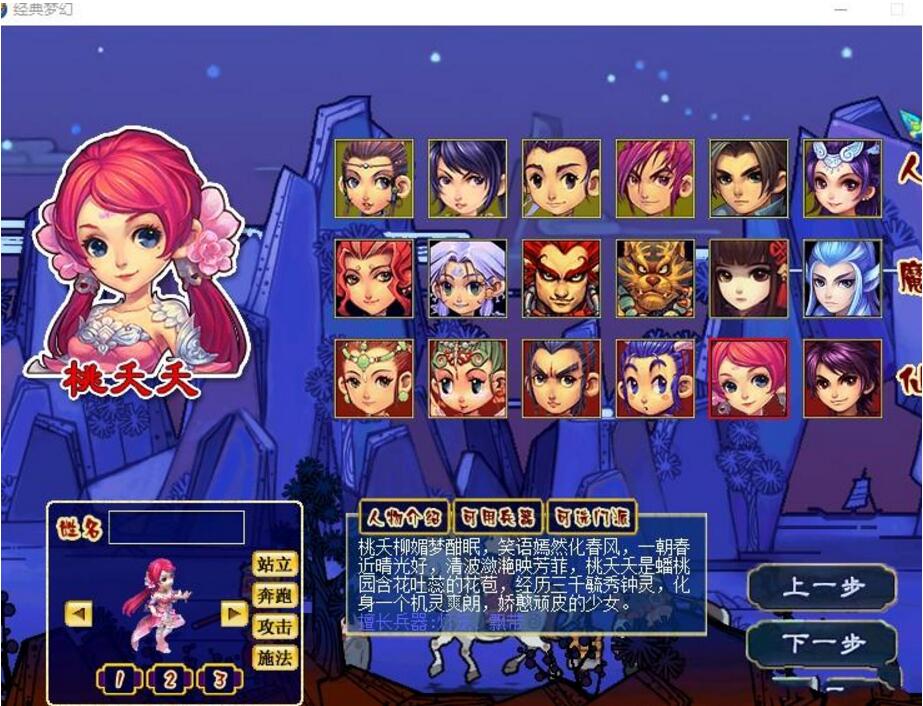 经典梦幻
人
魔
仙
桃夭夭
姓名
站立
奔跑
攻击
施法
1 2 3
人物介绍 可用兵器 可选门派
桃夭柳媚梦酣眠,笑语嫣然化春风,一朝春
近晴光好,清波潋滟映芳菲,桃夭夭是蟠桃
园含花吐蕊的花苞,经历三千毓秀钟灵,化
身一个机灵爽朗,娇憨顽皮的少女。
擅长兵器:灯笼、飘带
上一步
下一步